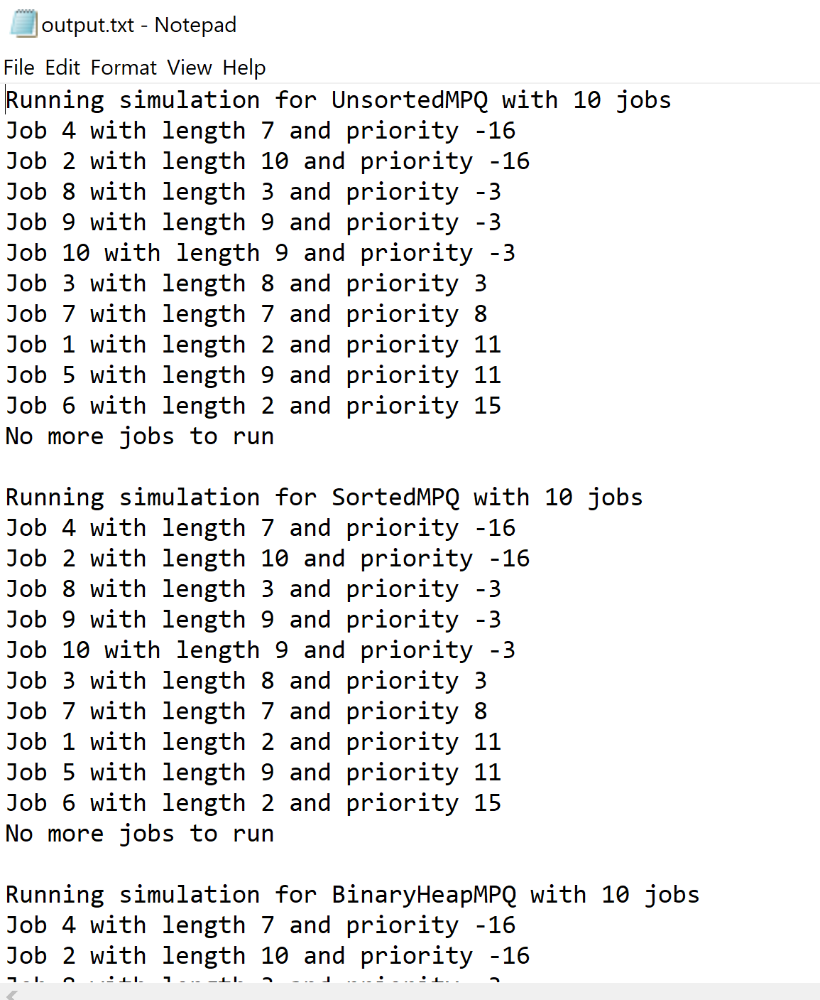 output.txt - Notepad
File Edit Format View Help
Running simulation for UnsortedMPQ with 10 jobs
Job 4 with length 7 and priority -16
Job 2 with length 10 and priority -16
Job 8 with length 3 and priority -3
Job 9 with length 9 and priority -3
Job 10 with length 9 and priority -3
Job 3 with length 8 and priority 3
Job 7 with length 7 and priority 8
Job 1 with length 2 and priority 11
Job 5 with length 9 and priority 11
Job 6 with length 2 and priority 15
No more jobs to run
Running simulation for SortedMPQ with 10 jobs
Job 4 with length 7 and priority -16
Job 2 with length 10 and priority -16
Job 8 with length 3 and priority -3
Job 9 with length 9 and priority -3
Job 10 with length 9 and priority -3
Job 3 with length 8 and priority 3
Job 7 with length 7 and priority 8
Job 1 with length 2 and priority 11
Job 5 with length 9 and priority 11
Job 6 with length 2 and priority 15
No more jobs to run
Running simulation for BinaryHeapMPQ with 10 jobs
Job 4 with length 7 and priority -16
Job 2 with length 10 and priority -16